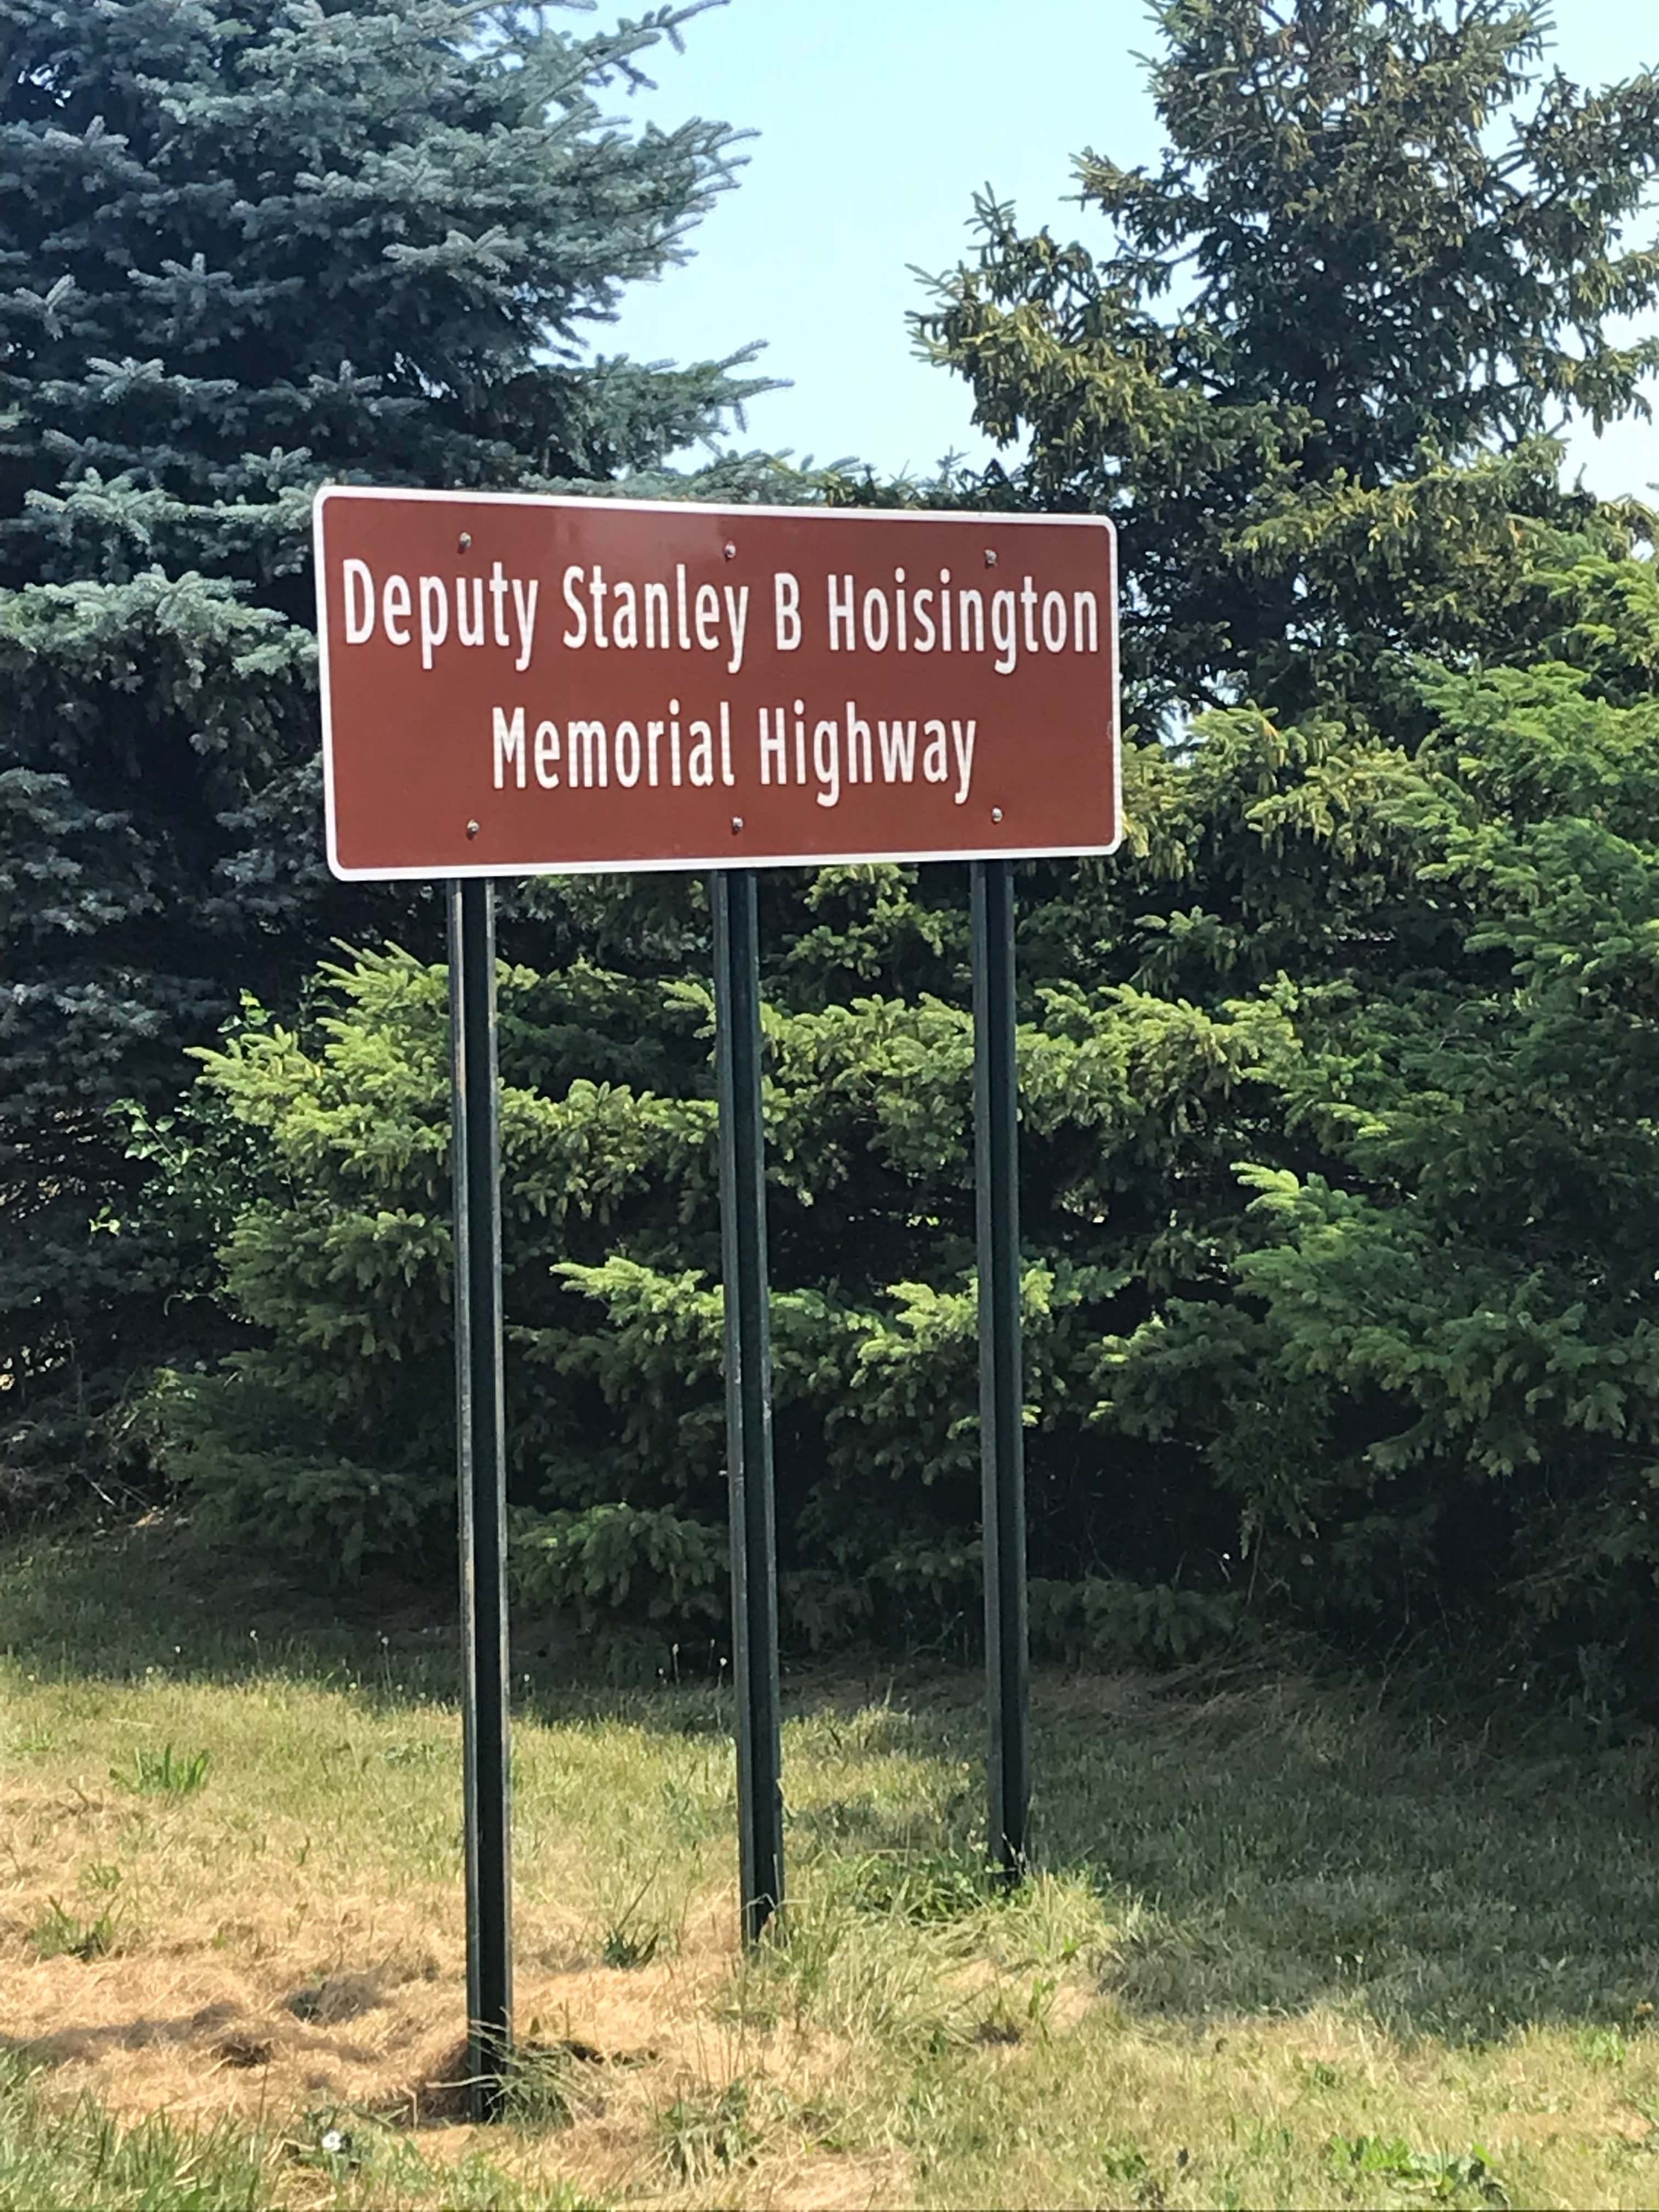 Deputy Stanley B Hoisington
Memorial Highway